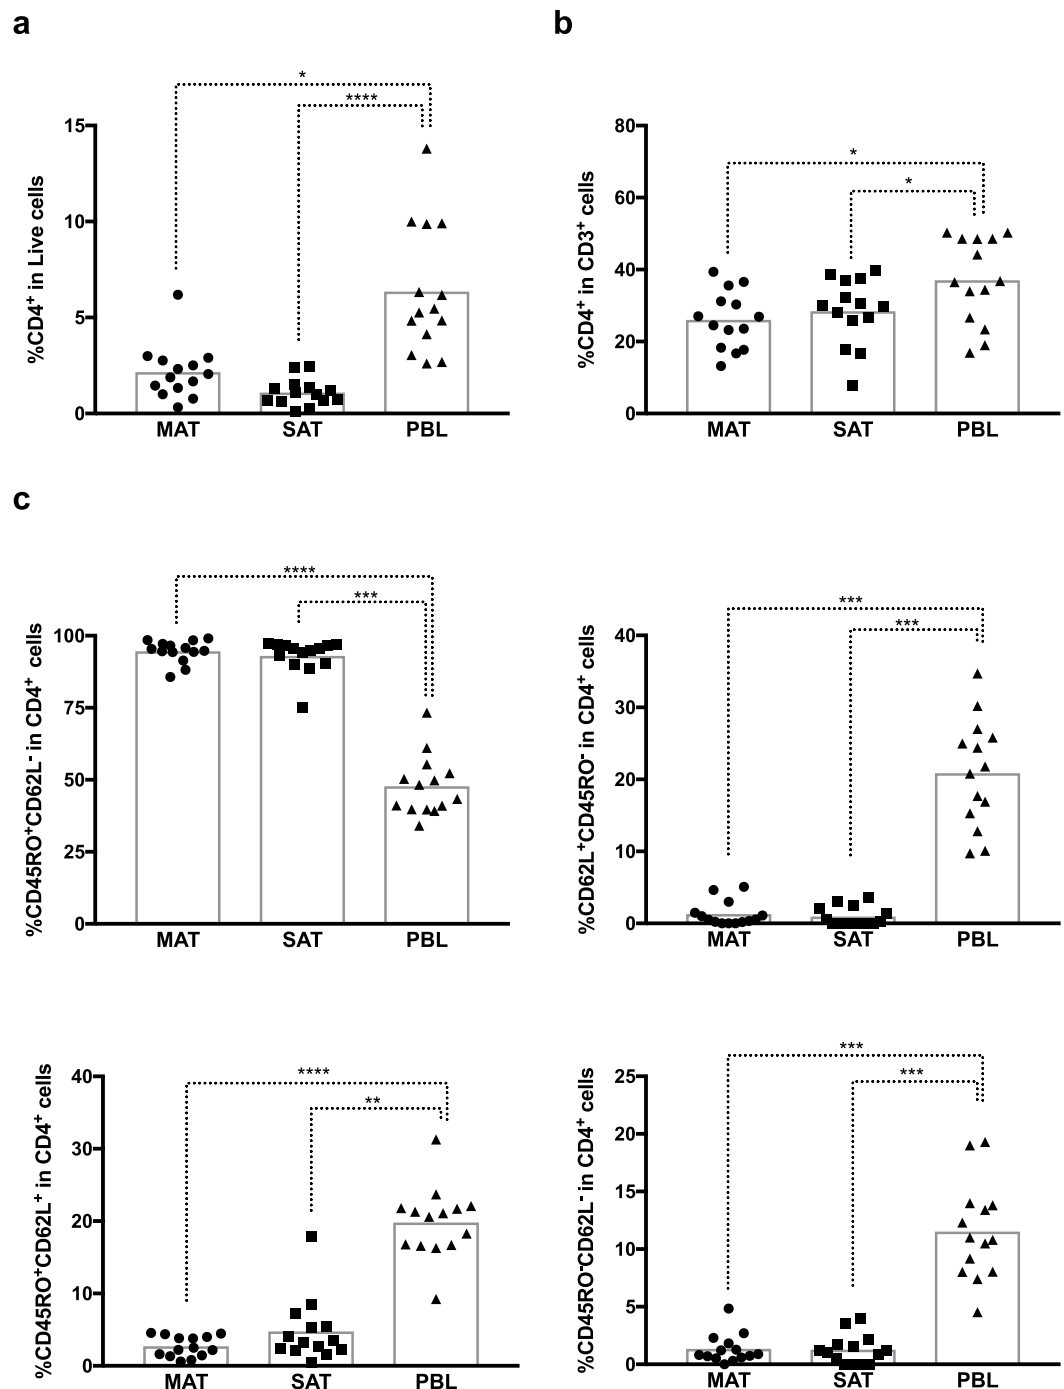 a
b
*
****
15
10
5
0
%CD4+ in Live cells
MAT SAT PBL
*
*
80
60
40
20
0
%CD4+ in CD3+ cells
MAT SAT PBL
c
****
***
100
75
50
25
0
%CD45RO+CD62L- in CD4+ cells
MAT SAT PBL
***
***
40
30
20
10
0
%CD62L+CD45RO- in CD4+ cells
MAT SAT PBL
****
**
40
30
20
10
0
%CD45RO+CD62L+ in CD4+ cells
MAT SAT PBL
***
***
25
20
15
10
5
0
%CD45RO-CD62L- in CD4+ cells
MAT SAT PBL